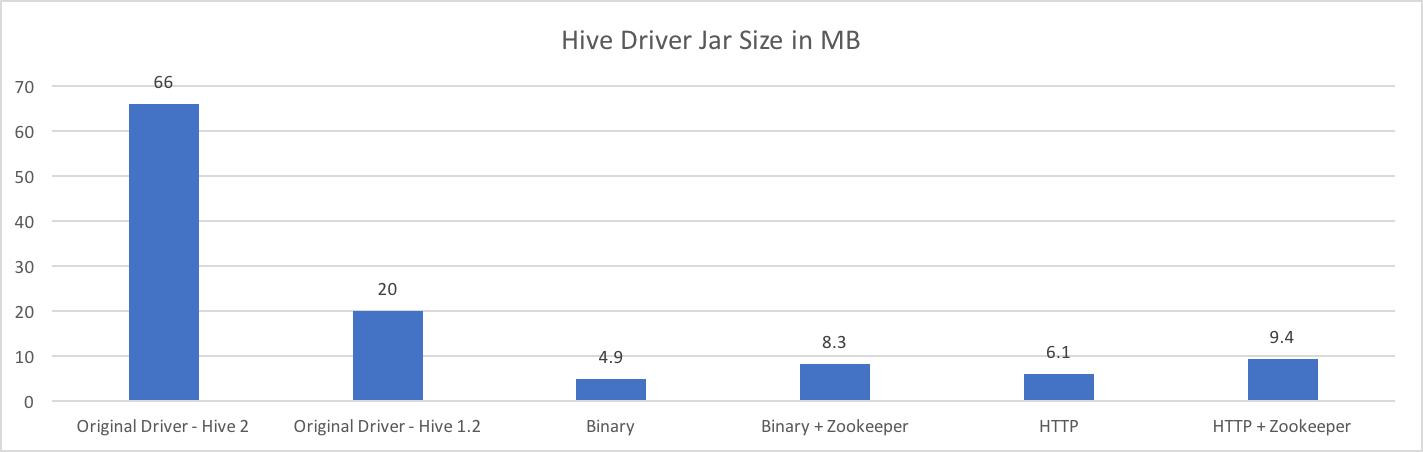 Hive Driver Jar Size in MB
70
60
50
40
30
20
10
0
66
20
4.9
8.3
6.1
9.4
Original Driver - Hive 2
Original Driver - Hive 1.2
Binary
Binary + Zookeeper
HTTP
HTTP + Zookeeper